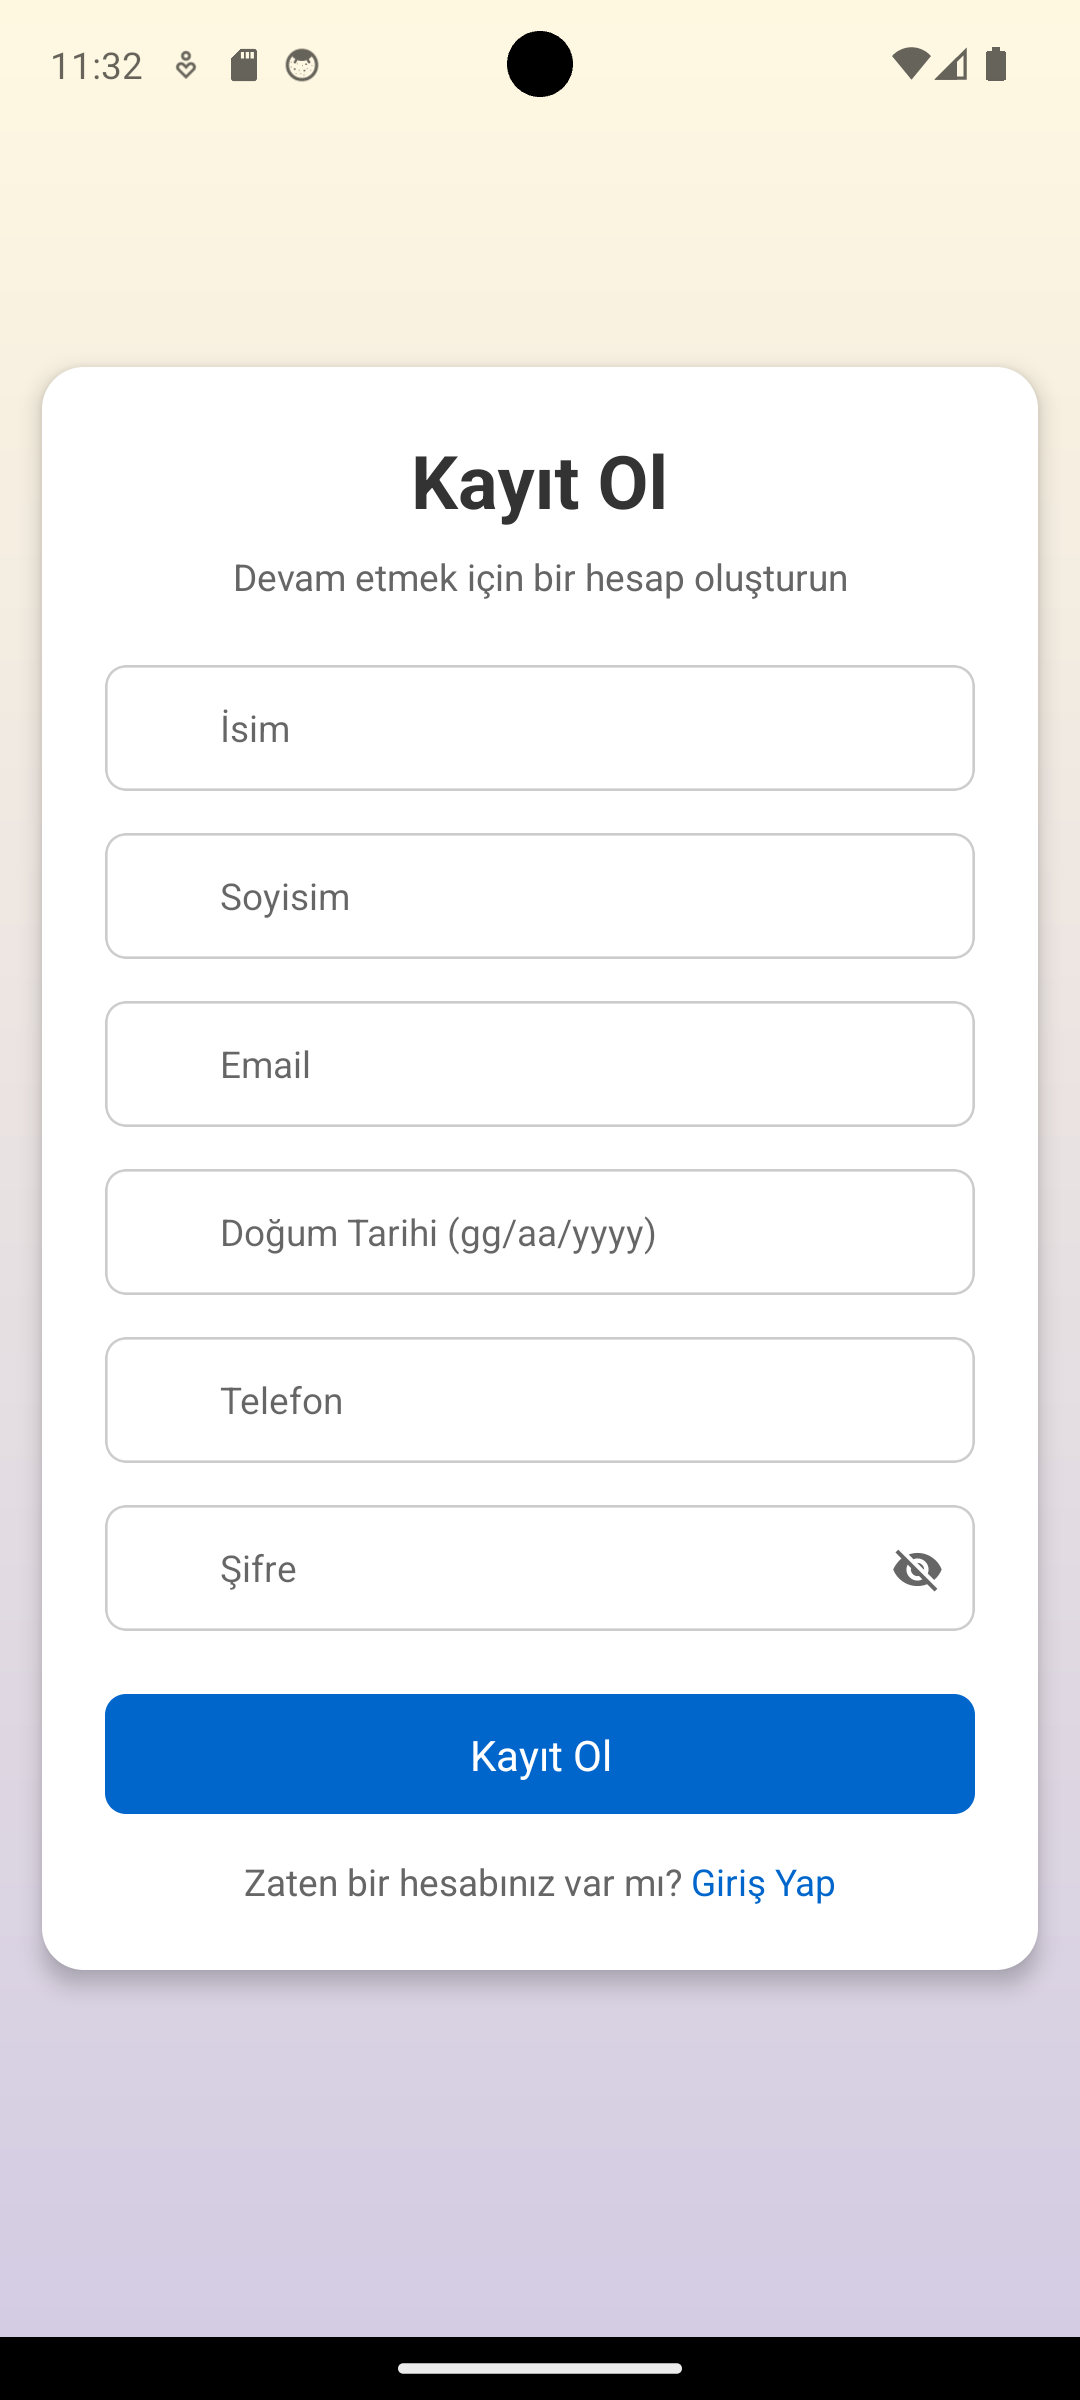 11:32
Kayıt Ol
Devam etmek için bir hesap oluşturun
İsim
Soyisim
Email
Doğum Tarihi (gg/aa/yyyy)
Telefon
Şifre
Kayıt Ol
Zaten bir hesabınız var mı? Giriş Yap